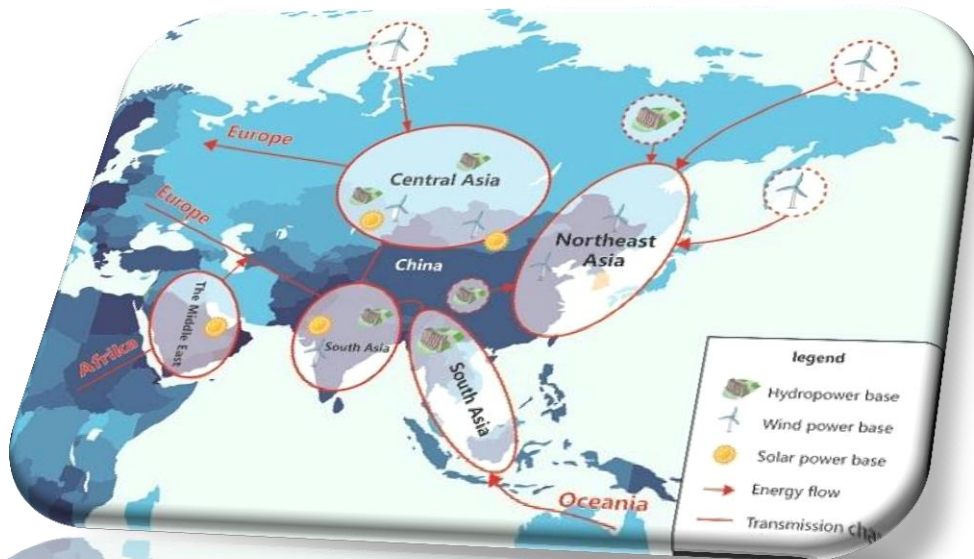 Europe
Central Asia
Europe
Northeast
Asia
China
The Middle East
South Asia
South Asia
Afrika
Oceania
legend
Hydropower base
Wind power base
Solar power base
Energy flow
Transmission